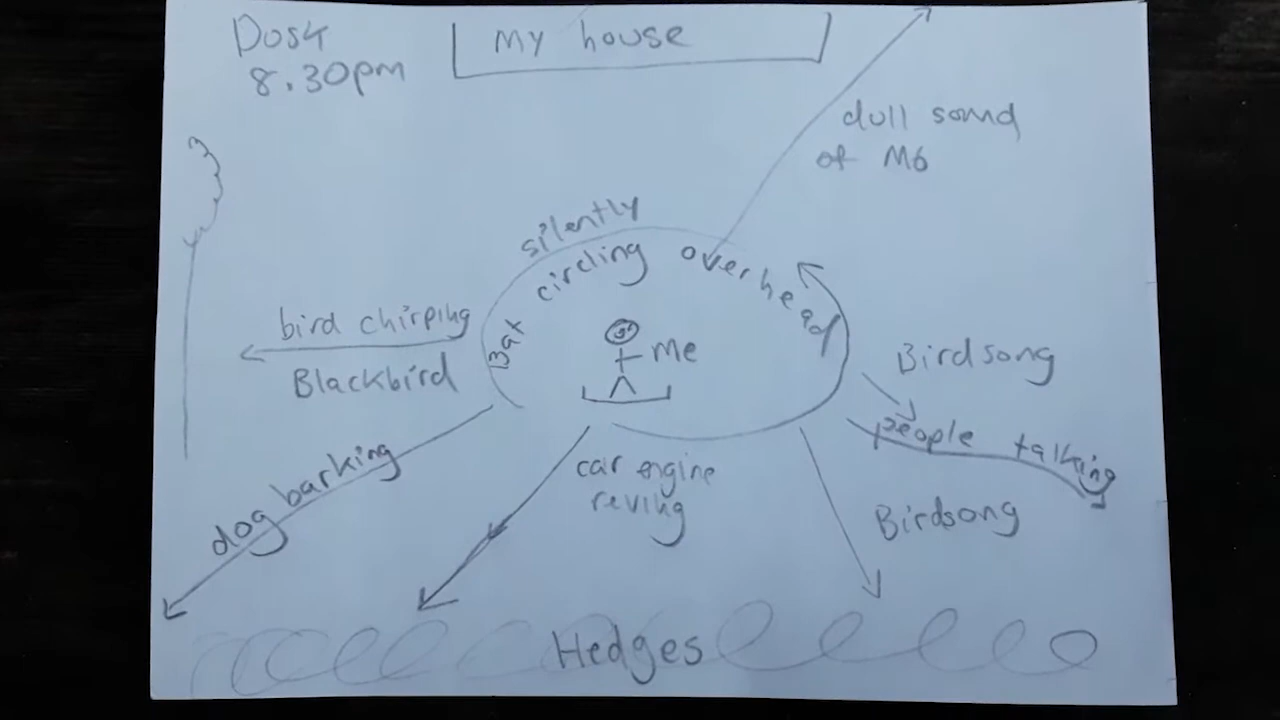 Dusk
8.30pm
My house
dull sound
of M6
silently
Bat circling overhead
bird chirping
Blackbird
Me
Birdsong
people talking
dog barking
car engine
reving
Birdsong
Hedges